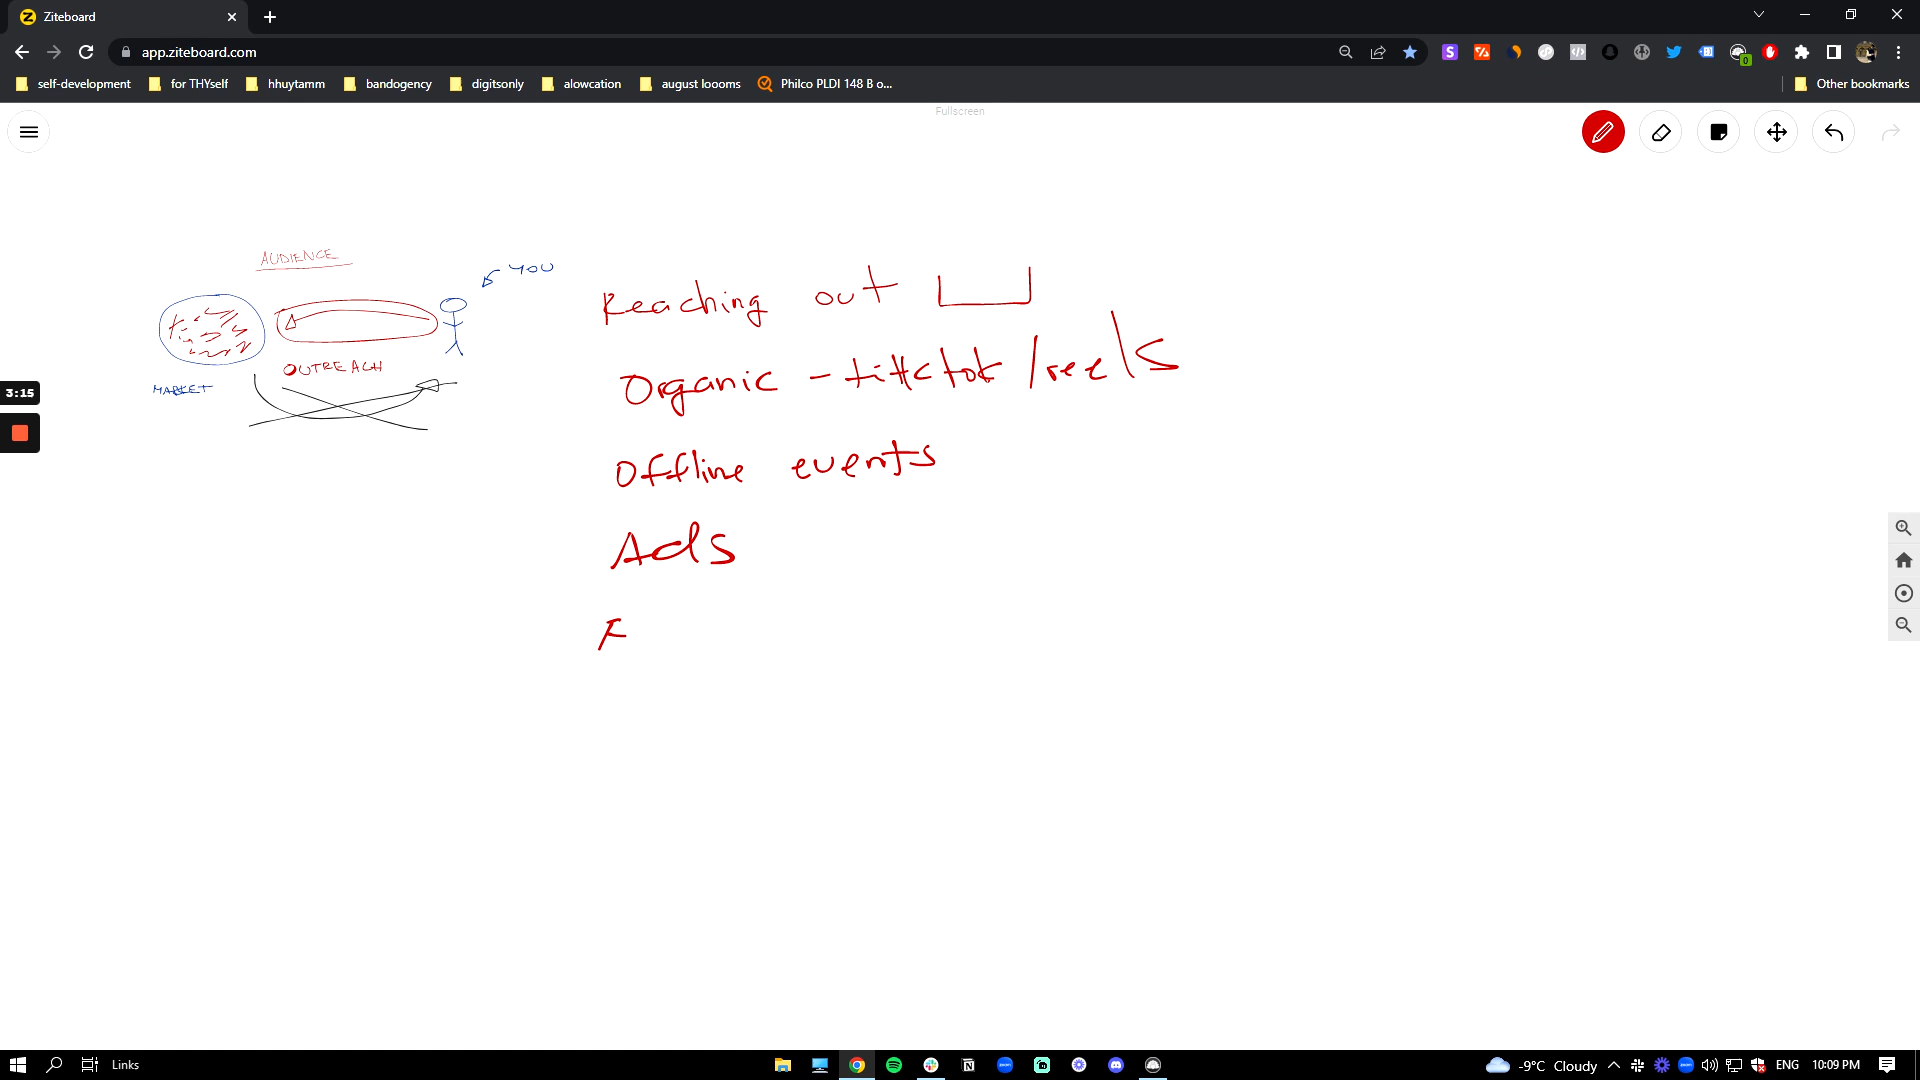 Ziteboard
app.ziteboard.com
0
self-development for THYself hhuytamm bandogency digitsonly alowcation august loooms Philco PLDI 148 B o... Other bookmarks
Fullscreen
AUDIENCE
YOU
OUTREACH
MARKET
3:15
Reaching out
Organic - tiktok / reels
Offline events
Ads
F
Links
-9°C Cloudy ENG 10:09 PM